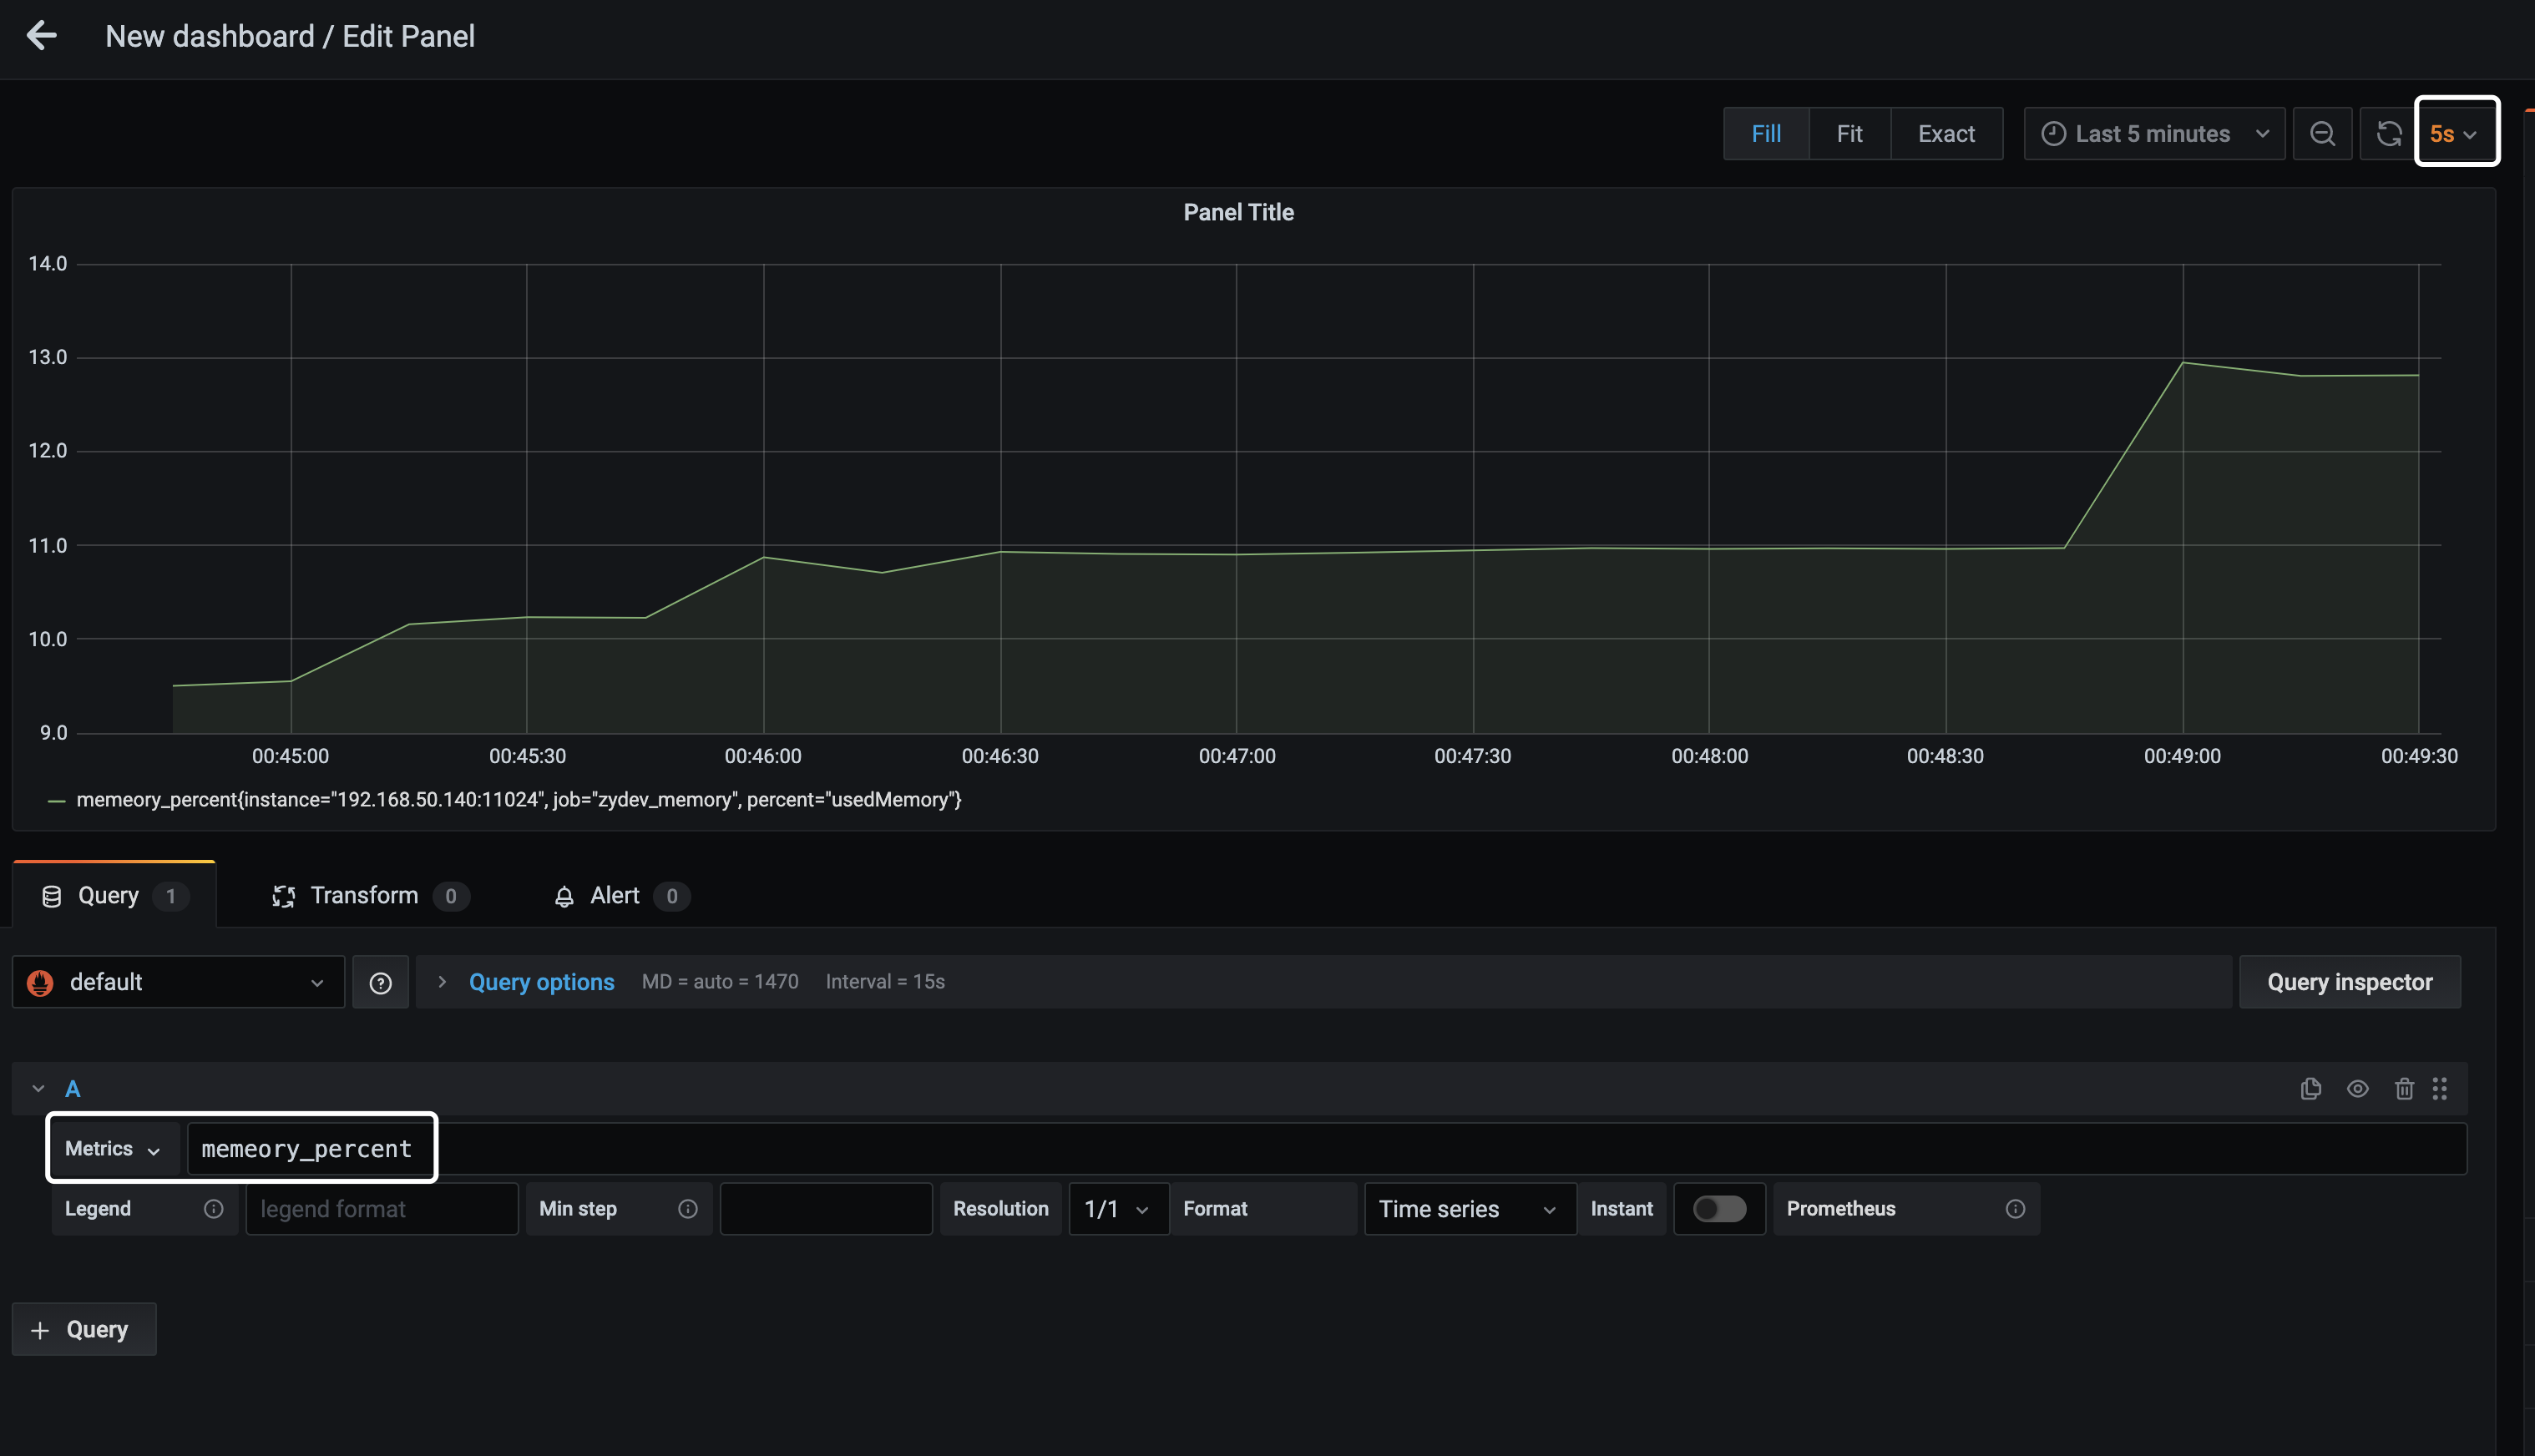 New dashboard / Edit Panel
Fill Fit Exact Last 5 minutes 5s
Panel Title
14.0
13.0
12.0
11.0
10.0
9.0
00:45:00 00:45:30 00:46:00 00:46:30 00:47:00 00:47:30 00:48:00 00:48:30 00:49:00 00:49:30
memeory_percent{instance="192.168.50.140:11024", job="zydev_memory", percent="usedMemory"}
Query 1 Transform 0 Alert 0
default Query options MD = auto = 1470 Interval = 15s Query inspector
A
Metrics memeory_percent
Legend legend format Min step Resolution 1/1 Format Time series Instant Prometheus
+ Query